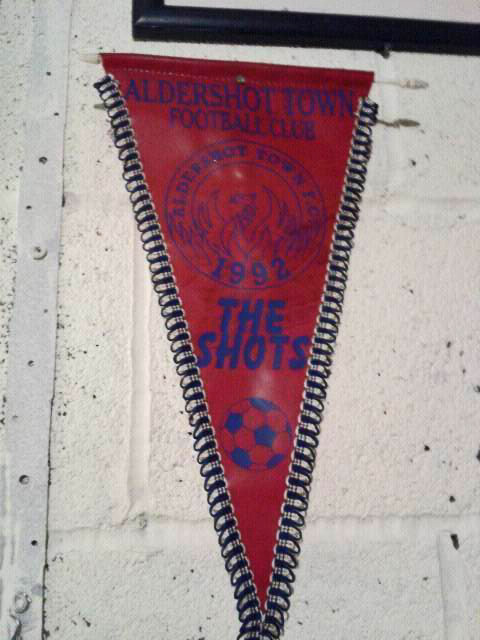 ALDERSHOT TOWN
FOOTBALL CLUB
ALDERSHOT TOWN F.C.
1992
THE
SHOTS